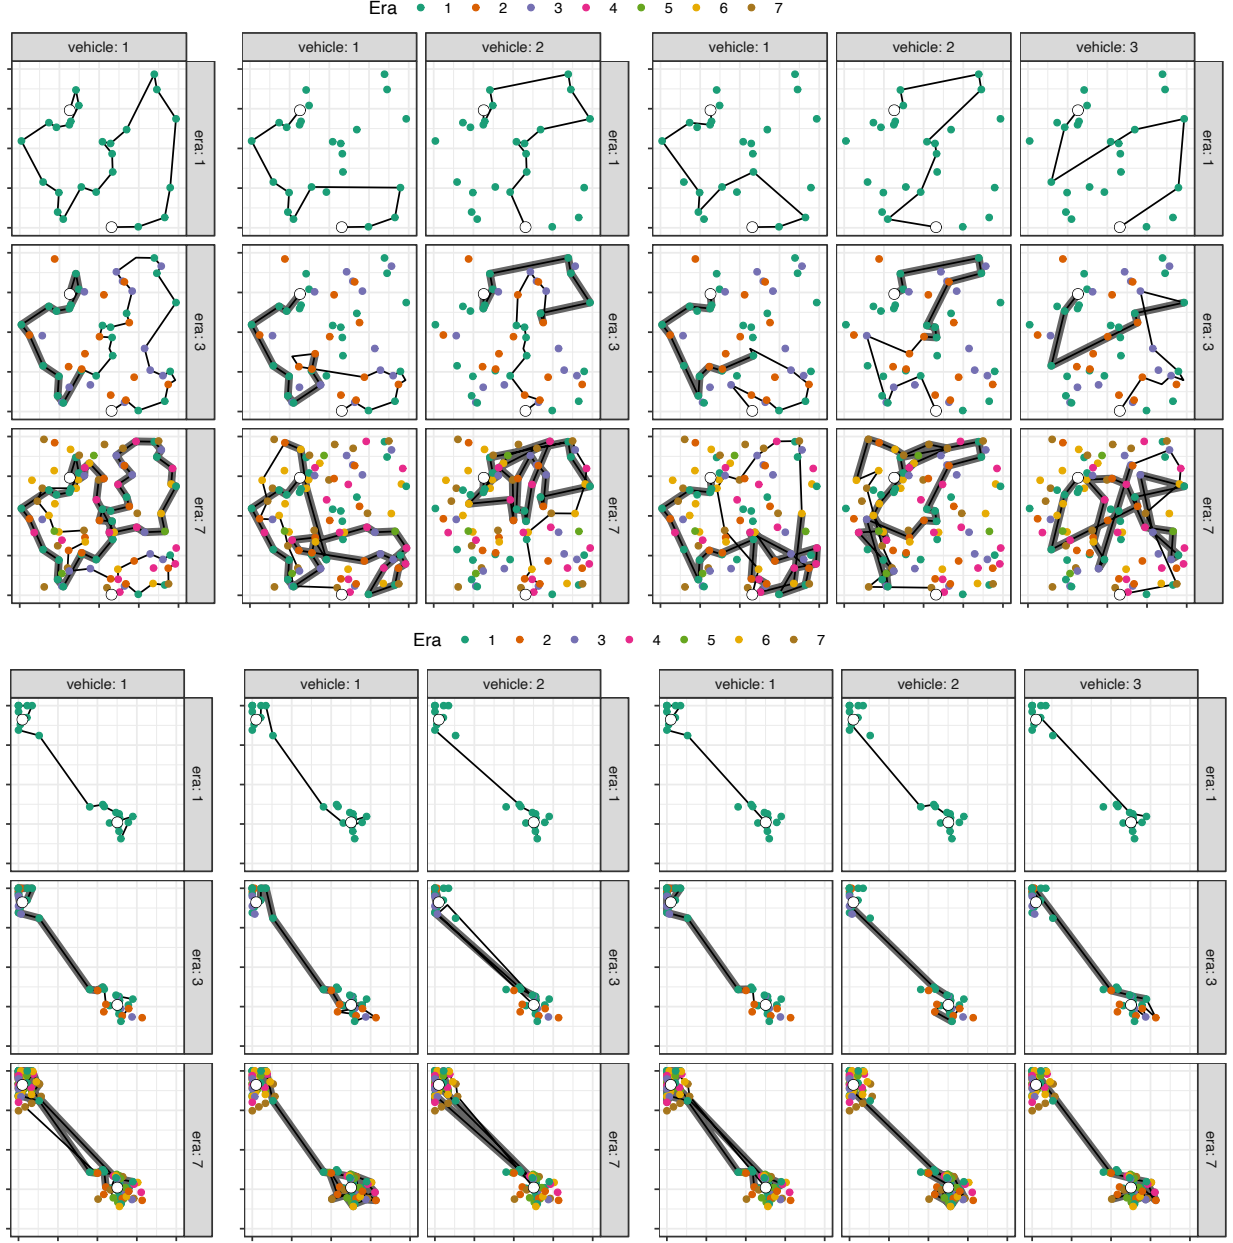 Era 1 2 3 4 5 6 7
vehicle: 1
vehicle: 1 vehicle: 2
vehicle: 1 vehicle: 2 vehicle: 3
era: 1 era: 1 era: 1
era: 3 era: 3 era: 3
era: 7 era: 7 era: 7
Era 1 2 3 4 5 6 7
vehicle: 1
vehicle: 1 vehicle: 2
vehicle: 1 vehicle: 2 vehicle: 3
era: 1 era: 1 era: 1
era: 3 era: 3 era: 3
era: 7 era: 7 era: 7